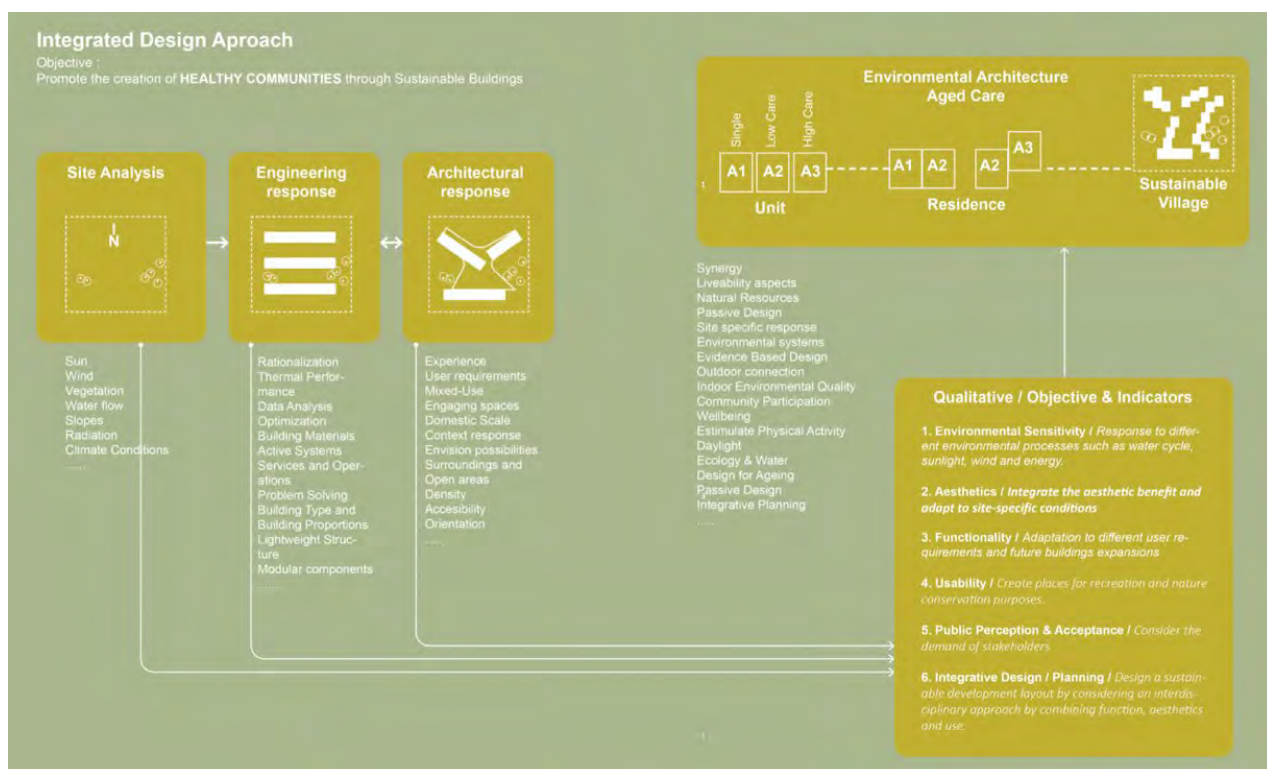 Integrated Design Aproach
Objective :
Promote the creation of HEALTHY COMMUNITIES through Sustainable Buildings
Site Analysis
N
Sun
Wind
Vegetation
Water flow
Slopes
Radiation
Climate Conditions
......
Engineering
response
Rationalization
Thermal Perfor-
mance
Data Analysis
Optimization
Building Materials
Active Systems
Services and Oper-
ations
Problem Solving
Building Type and
Building Proportions
Lightweight Struc-
ture
Modular components
......
Architectural
response
Experience
User requirements
Mixed-Use
Engaging spaces
Domestic Scale
Context response
Envision possibilities
Surroundings and
Open areas
Density
Accesibility
Orientation
.....
Environmental Architecture
Aged Care
Single
Low Care
High Care
A1 A2 A3
Unit
A1 A2
A2 A3
Residence
Sustainable
Village
Synergy
Liveability aspects
Natural Resources
Passive Design
Site specific response
Environmental systems
Evidence Based Design
Outdoor connection
Indoor Environmental Quality
Community Participation
Wellbeing
Estimulate Physical Activity
Daylight
Ecology & Water
Design for Ageing
Passive Design
Integrative Planning
.....
Qualitative / Objective & Indicators
1. Environmental Sensitivity / Response to differ-
ent environmental processes such as water cycle,
sunlight, wind and energy.
2. Aesthetics / Integrate the aesthetic benefit and
adapt to site-specific conditions
3. Functionality / Adaptation to different user re-
quirements and future buildings expansions
4. Usability / Create places for recreation and nature
conservation purposes.
5. Public Perception & Acceptance / Consider the
demand of stakeholders
6. Integrative Design / Planning / Design a sustain-
able development layout by considering an interdis-
ciplinary approach by combining function, aesthetics
and use.